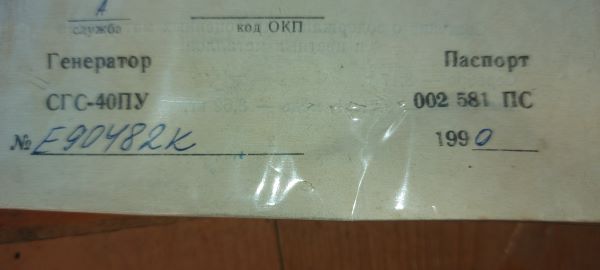 А
служба
код ОКП
Генератор Паспорт
СГС-40ПУ 002 581 ПС
№ Е90482К 1990